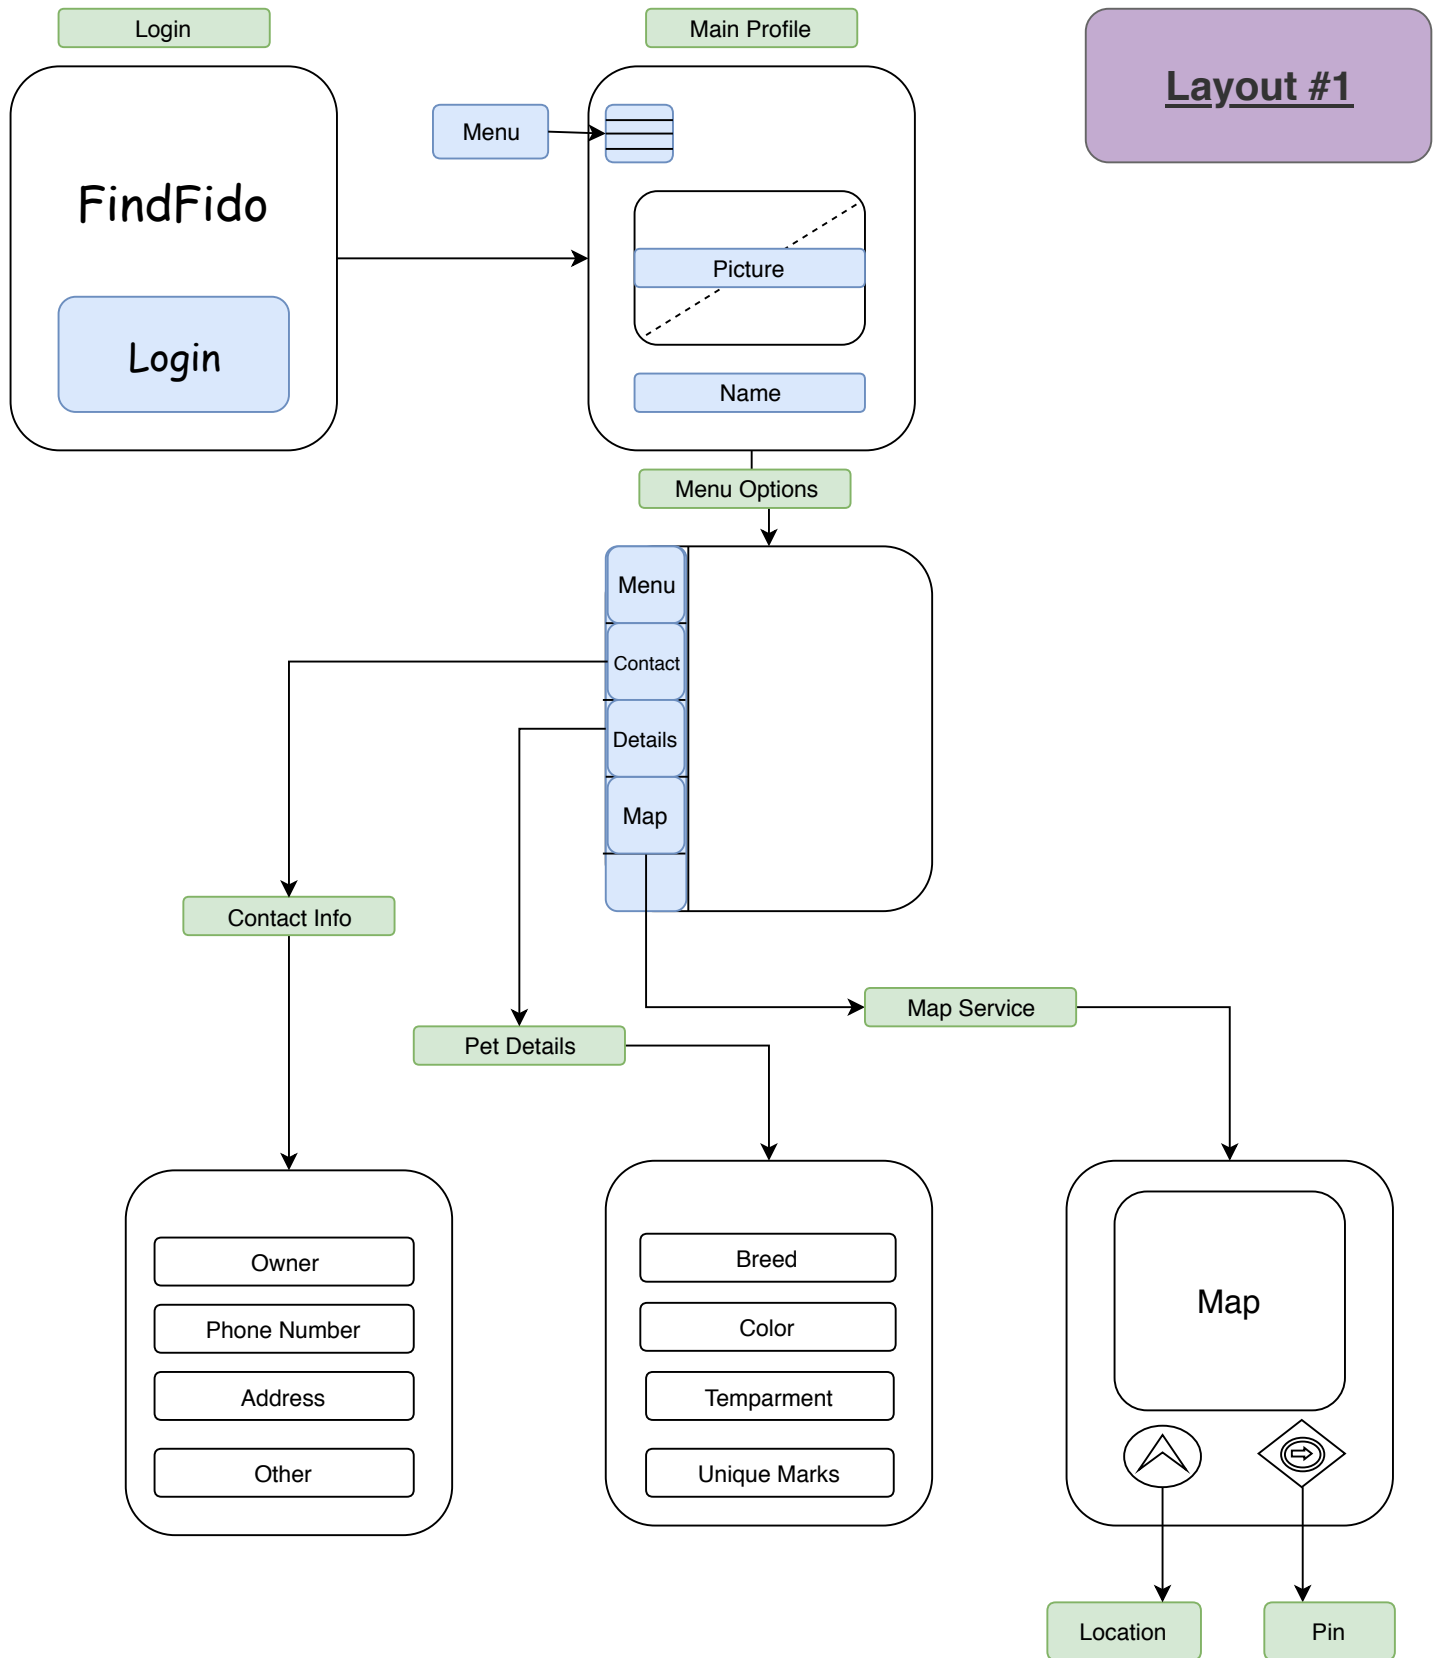 Login
Main Profile
Layout #1
Menu
FindFido
Picture
Login
Name
Menu Options
Menu
Contact
Details
Map
Contact Info
Map Service
Pet Details
Owner
Phone Number
Address
Other
Breed
Color
Temparment
Unique Marks
Map
Location
Pin